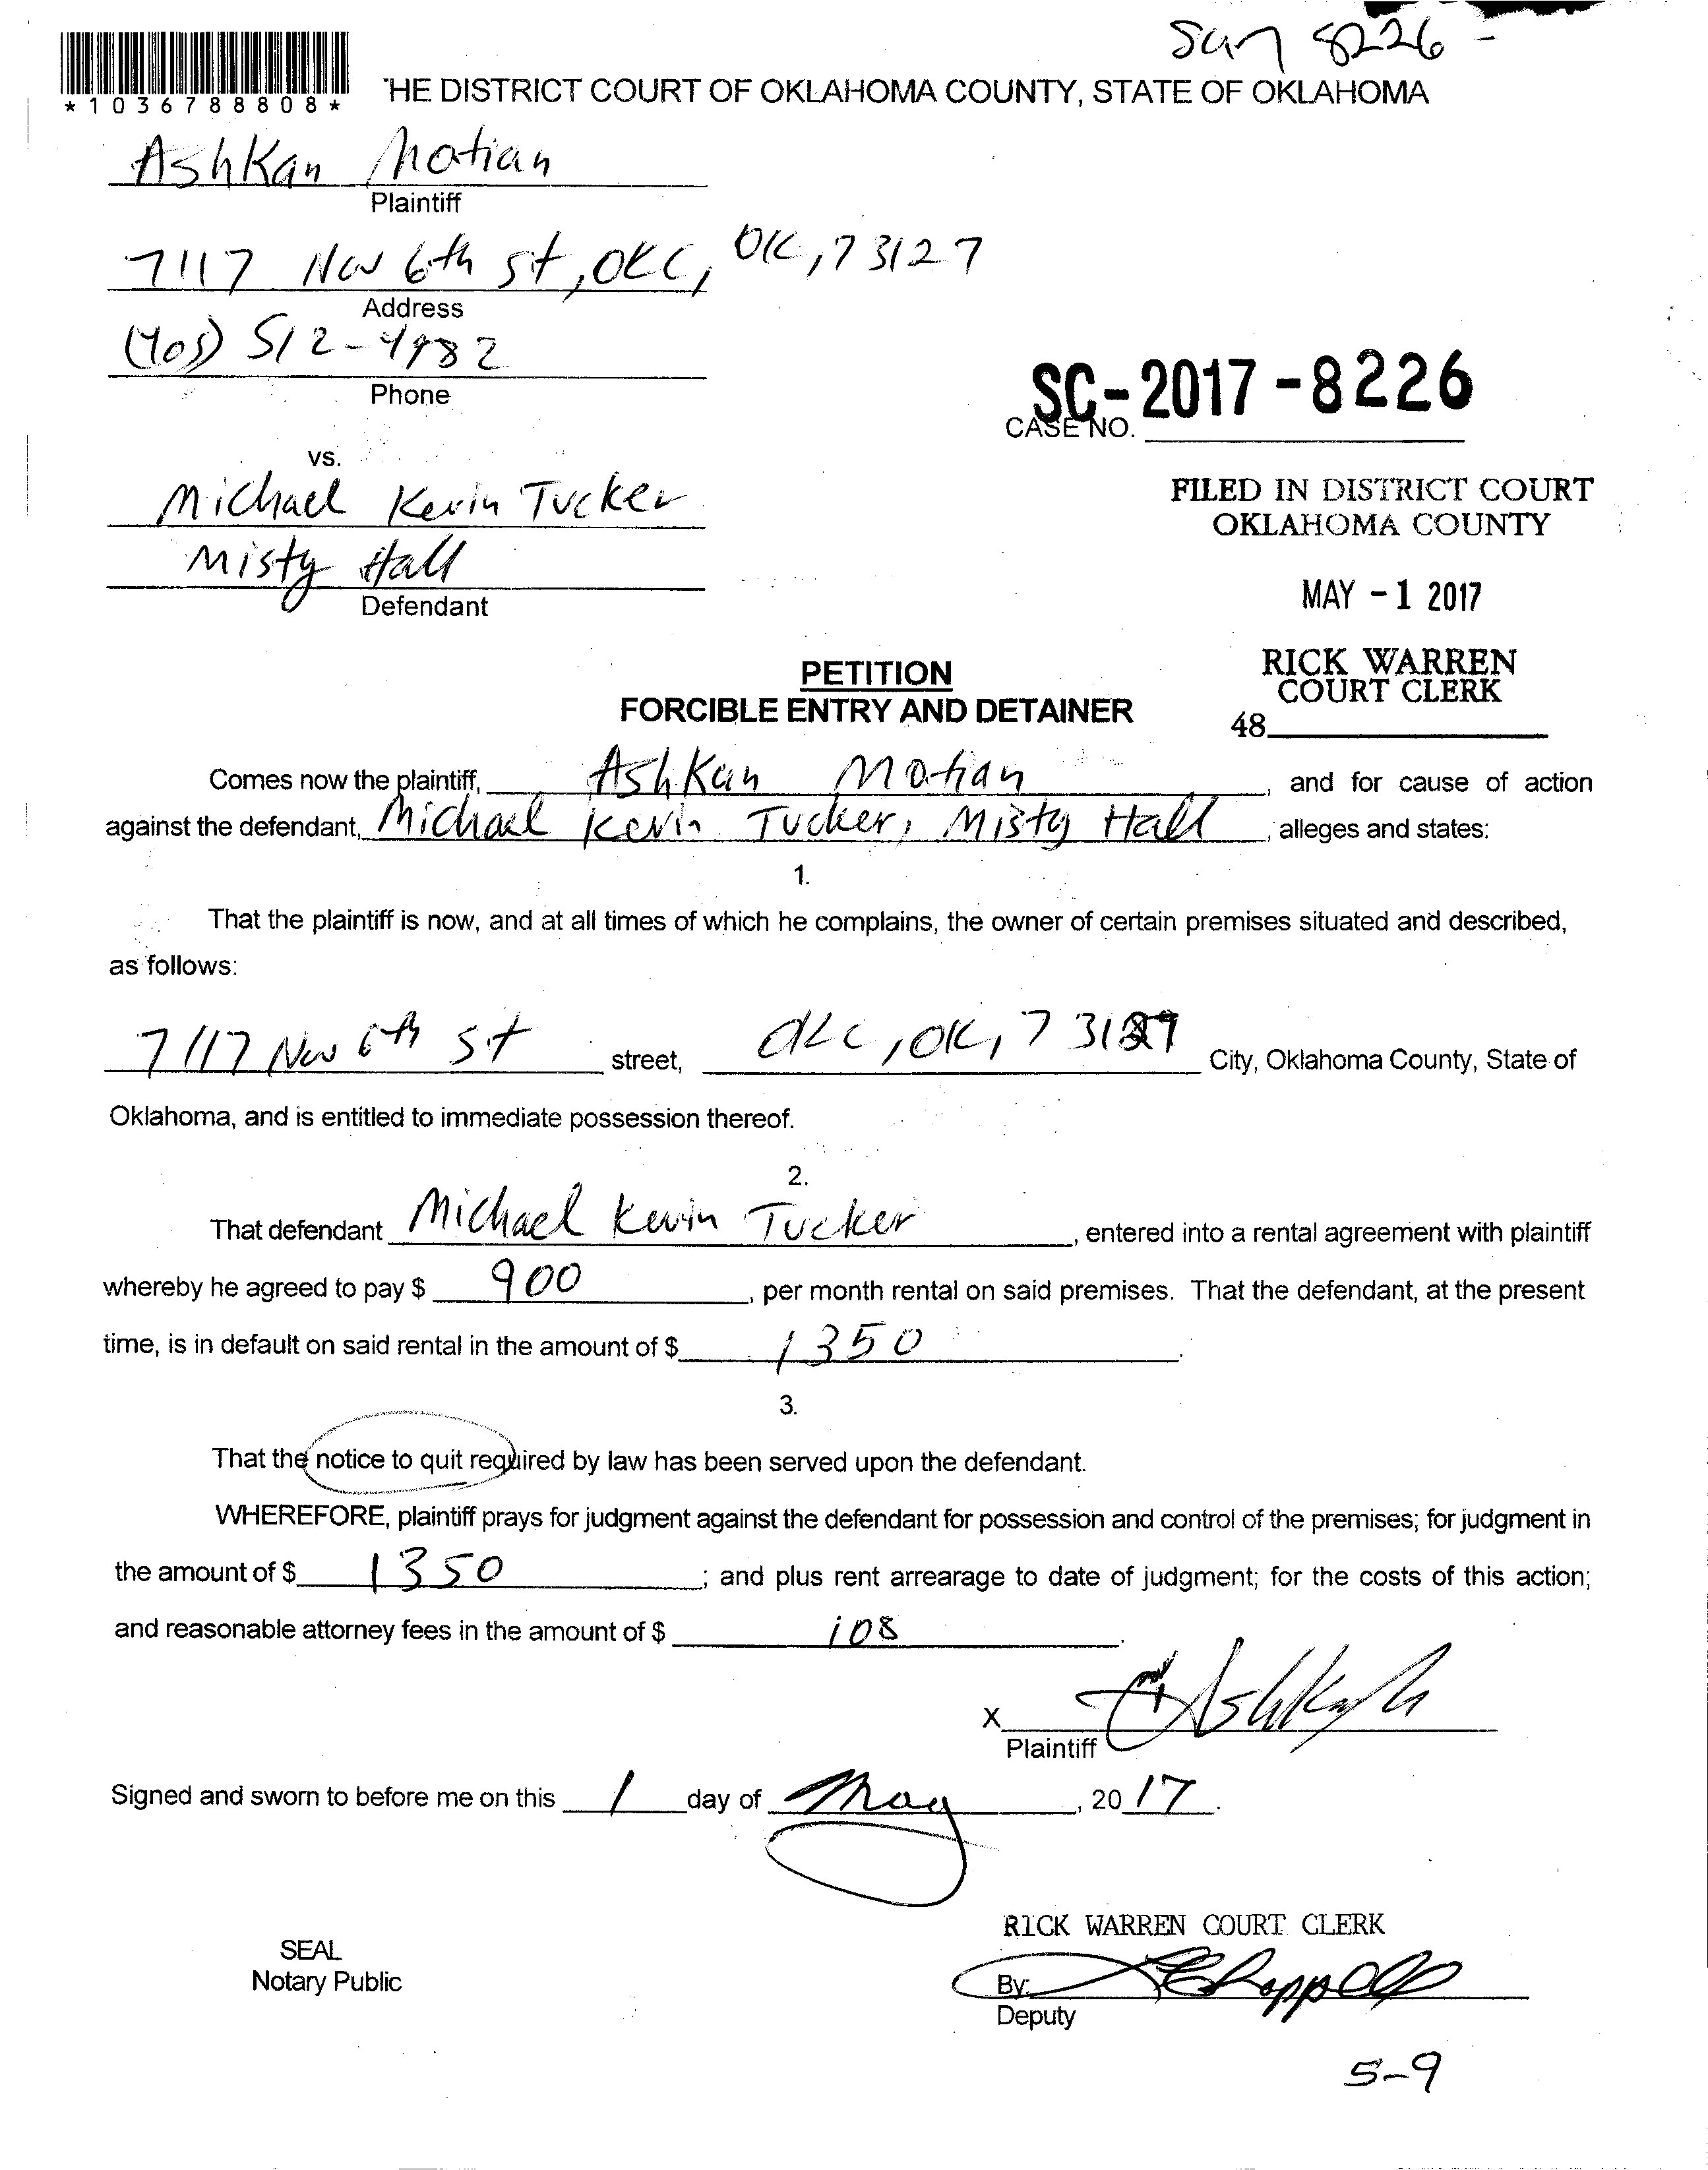 8226 -
*1036788808*
HE DISTRICT COURT OF OKLAHOMA COUNTY, STATE OF OKLAHOMA
Ashkan Motian
Plaintiff
7117 NW 6th St, OKC, OK, 73127
Address
(405) 512-4982
Phone
SC-2017-8226
CASE NO.
vs.
Michael Kevin Tucker
Misty Hall
Defendant
FILED IN DISTRICT COURT
OKLAHOMA COUNTY
MAY - 1 2017
RICK WARREN
COURT CLERK
48
PETITION
FORCIBLE ENTRY AND DETAINER
Comes now the plaintiff, Ashkan Motian, and for cause of action
against the defendant, Michael Kevin Tucker, Misty Hall, alleges and states:
1.
That the plaintiff is now, and at all times of which he complains, the owner of certain premises situated and described,
as follows:
7117 NW 6th St street, OKC, OK, 73127 City, Oklahoma County, State of
Oklahoma, and is entitled to immediate possession thereof.
2.
That defendant Michael Kevin Tucker, entered into a rental agreement with plaintiff
whereby he agreed to pay $ 900, per month rental on said premises. That the defendant, at the present
time, is in default on said rental in the amount of $ 1350.
3.
That the notice to quit required by law has been served upon the defendant.
WHEREFORE, plaintiff prays for judgment against the defendant for possession and control of the premises; for judgment in
the amount of $ 1350; and plus rent arrearage to date of judgment; for the costs of this action;
and reasonable attorney fees in the amount of $ 108.
X
Plaintiff
Signed and sworn to before me on this 1 day of May, 2017.
RICK WARREN COURT CLERK
SEAL
Notary Public
By:
Deputy
5-9